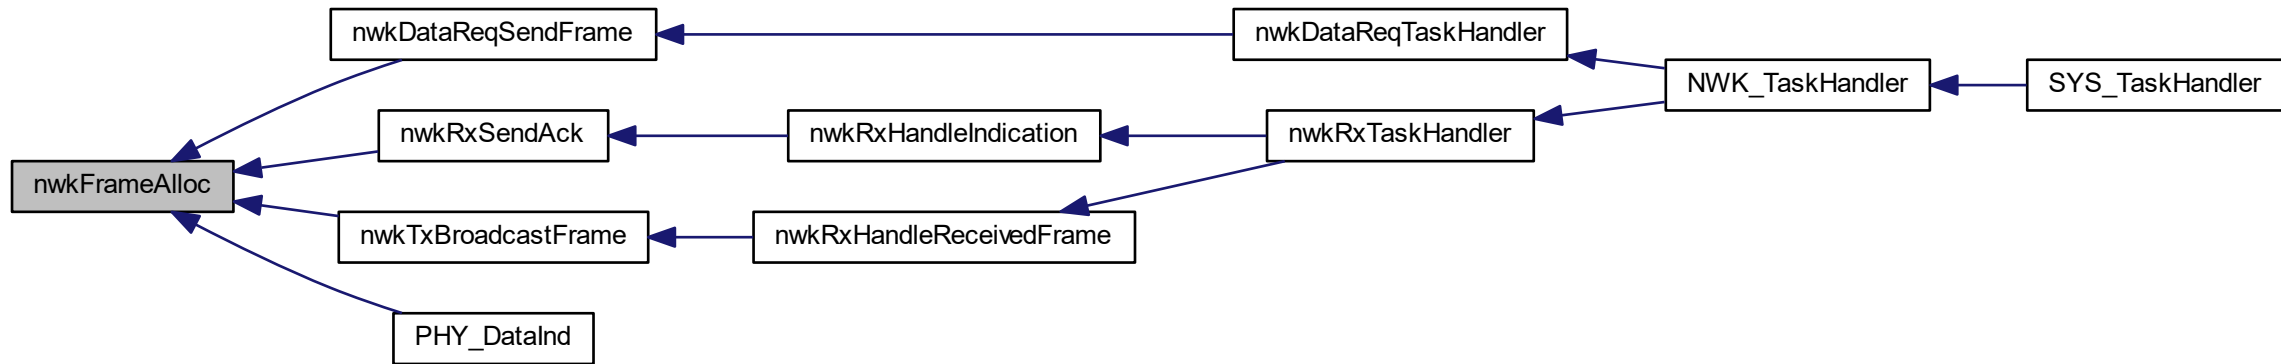 nwkDataReqSendFrame
nwkDataReqTaskHandler
NWK_TaskHandler
SYS_TaskHandler
nwkRxSendAck
nwkRxHandleIndication
nwkRxTaskHandler
nwkFrameAlloc
nwkTxBroadcastFrame
nwkRxHandleReceivedFrame
PHY_DataInd